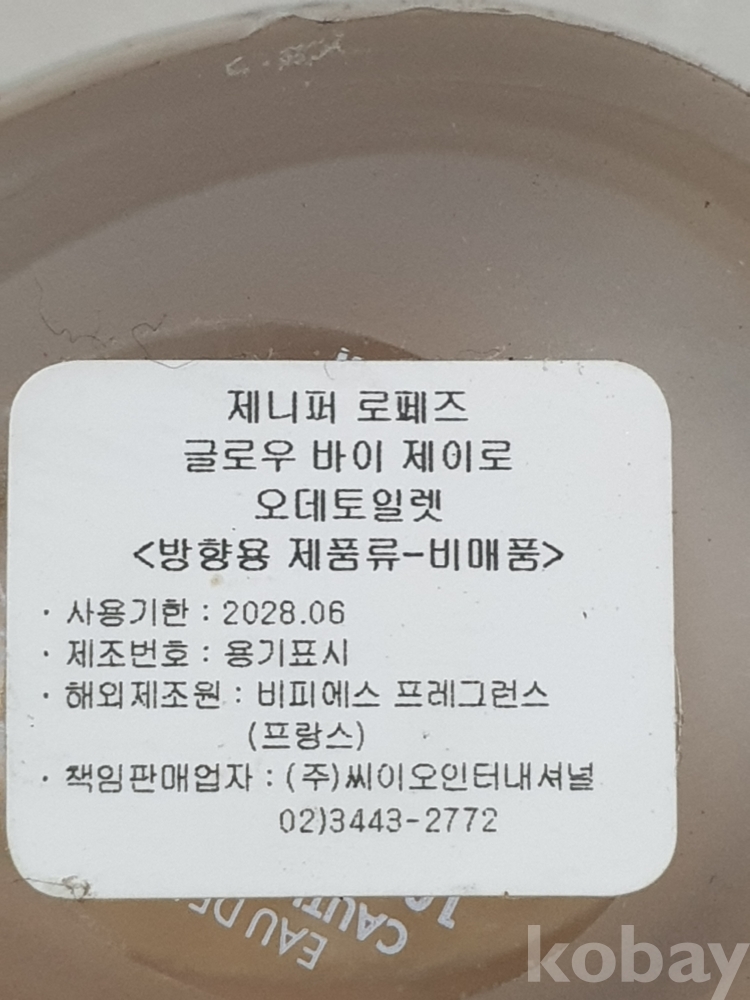 제니퍼 로페즈
글로우 바이 제이로
오데토일렛
<방향용 제품류-비매품>
· 사용기한 : 2028.06
· 제조번호 : 용기표시
· 해외제조원 : 비피에스 프레그런스
(프랑스)
· 책임판매업자 : (주)씨이오인터내셔널
02)3443-2772
EAU DE
kobay